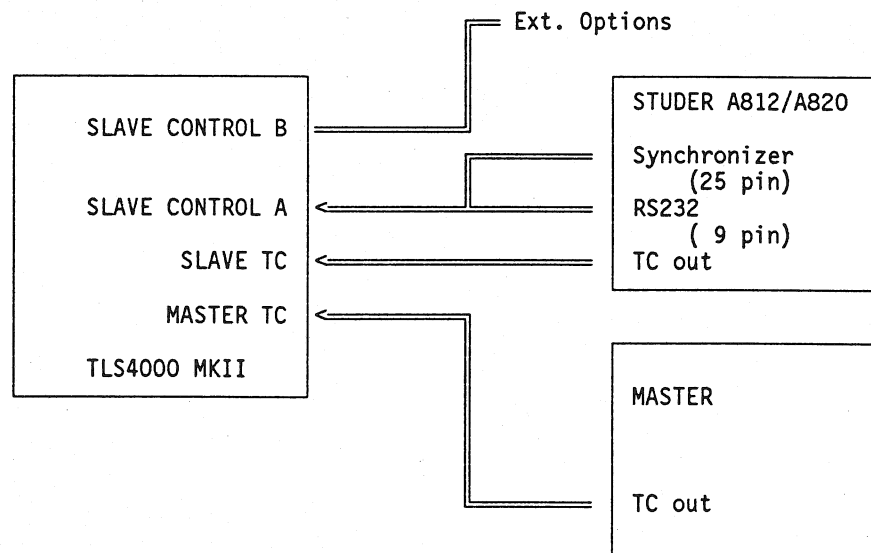 Ext. Options
SLAVE CONTROL B
SLAVE CONTROL A
SLAVE TC
MASTER TC
TLS4000 MKII
STUDER A812/A820
Synchronizer
(25 pin)
RS232
( 9 pin)
TC out
MASTER
TC out